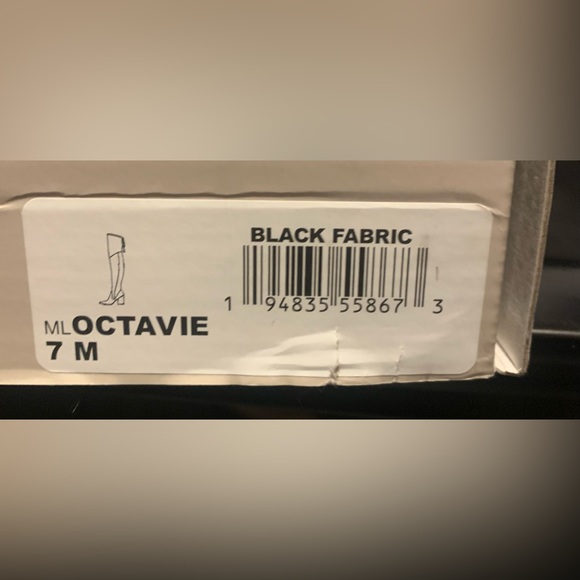 BLACK FABRIC
1 94835 55867 3
MLOCTAVIE
7 M